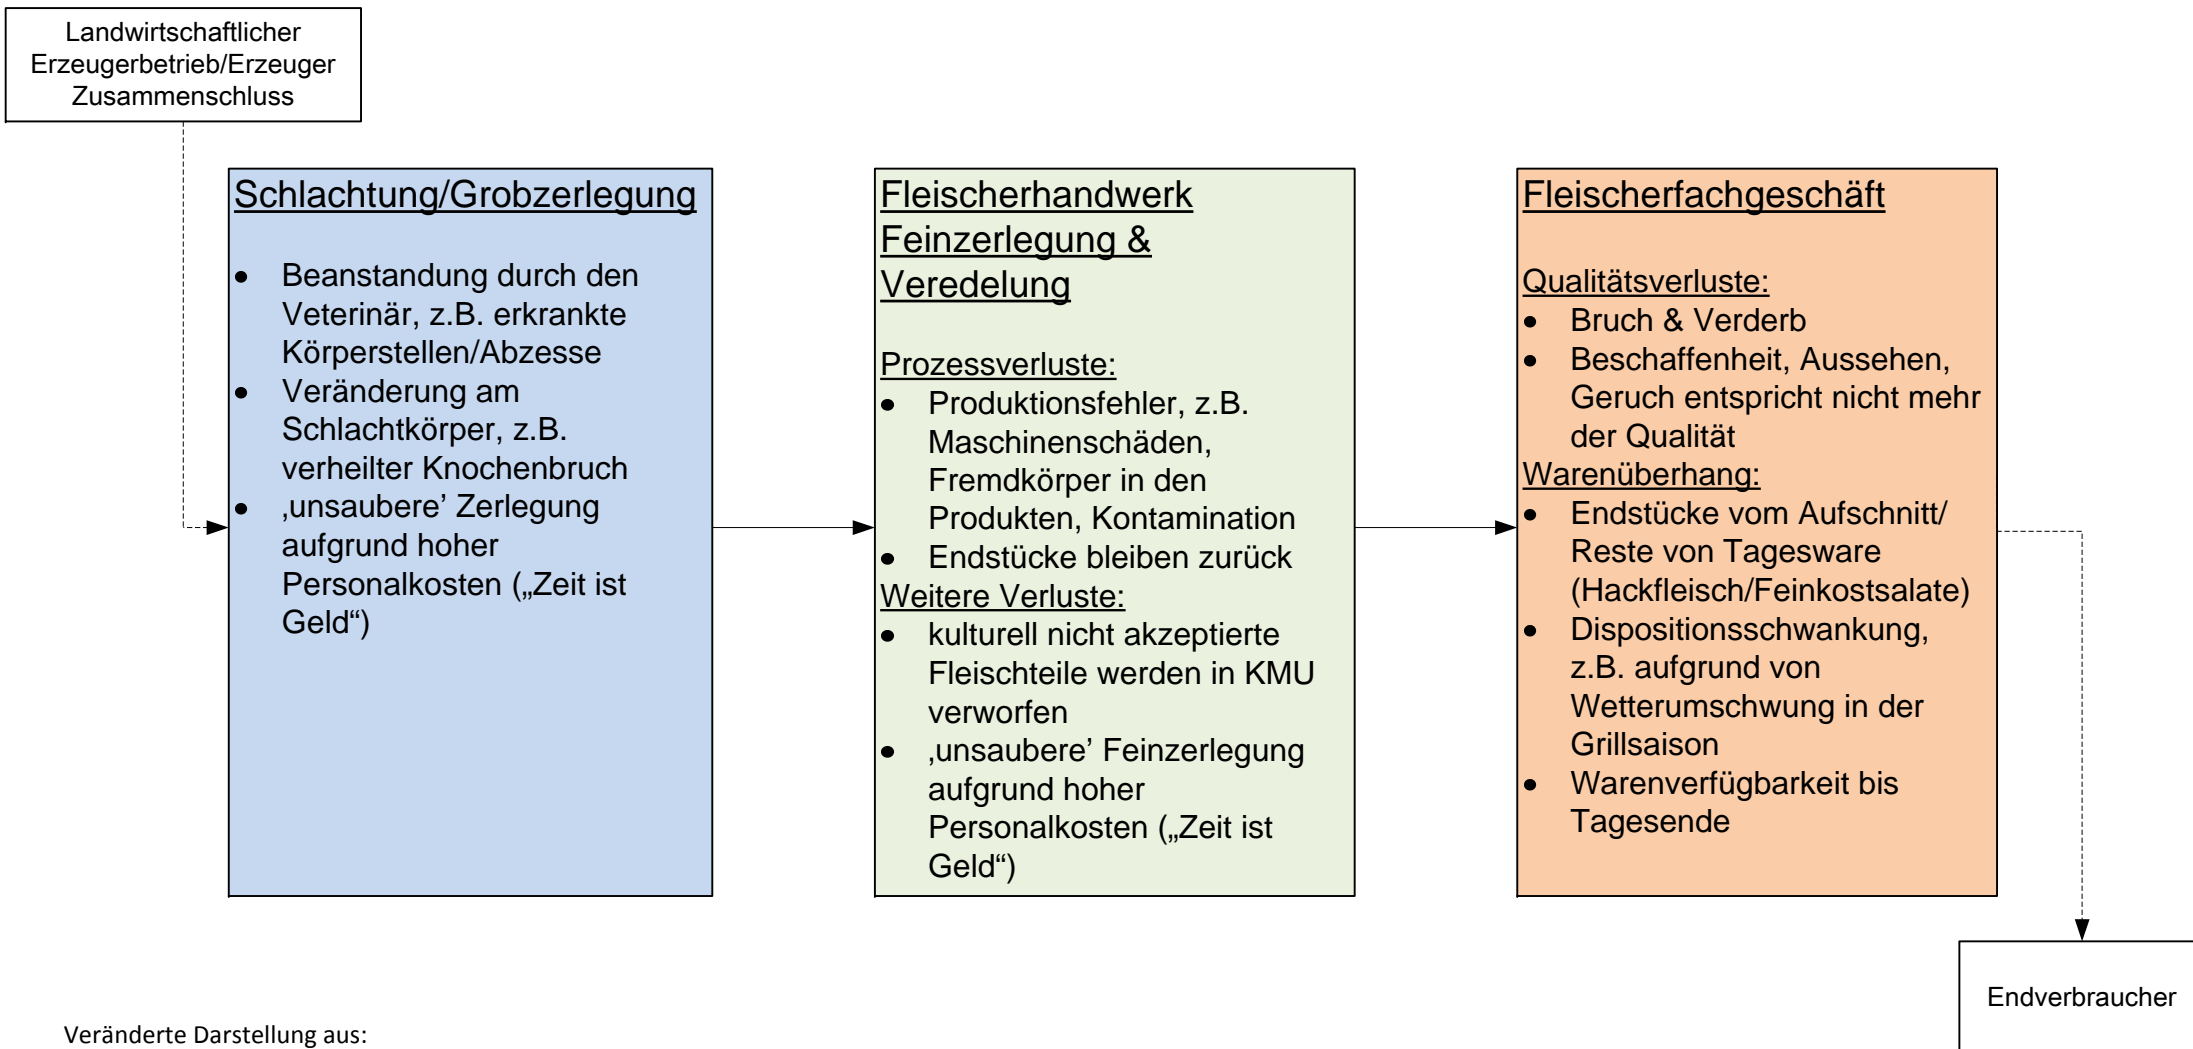 Landwirtschaftlicher
Erzeugerbetrieb/Erzeuger
Zusammenschluss
Schlachtung/Grobzerlegung
• Beanstandung durch den
Veterinär, z.B. erkrankte
Körperstellen/Abzesse
• Veränderung am
Schlachtkörper, z.B.
verheilter Knochenbruch
• ‚unsaubere’ Zerlegung
aufgrund hoher
Personalkosten („Zeit ist
Geld“)
Fleischerhandwerk
Feinzerlegung &
Veredelung
Prozessverluste:
• Produktionsfehler, z.B.
Maschinenschäden,
Fremdkörper in den
Produkten, Kontamination
• Endstücke bleiben zurück
Weitere Verluste:
• kulturell nicht akzeptierte
Fleischteile werden in KMU
verworfen
• ‚unsaubere’ Feinzerlegung
aufgrund hoher
Personalkosten („Zeit ist
Geld“)
Fleischerfachgeschäft
Qualitätsverluste:
• Bruch & Verderb
• Beschaffenheit, Aussehen,
Geruch entspricht nicht mehr
der Qualität
Warenüberhang:
• Endstücke vom Aufschnitt/
Reste von Tagesware
(Hackfleisch/Feinkostsalate)
• Dispositionsschwankung,
z.B. aufgrund von
Wetterumschwung in der
Grillsaison
• Warenverfügbarkeit bis
Tagesende
Endverbraucher
Veränderte Darstellung aus: